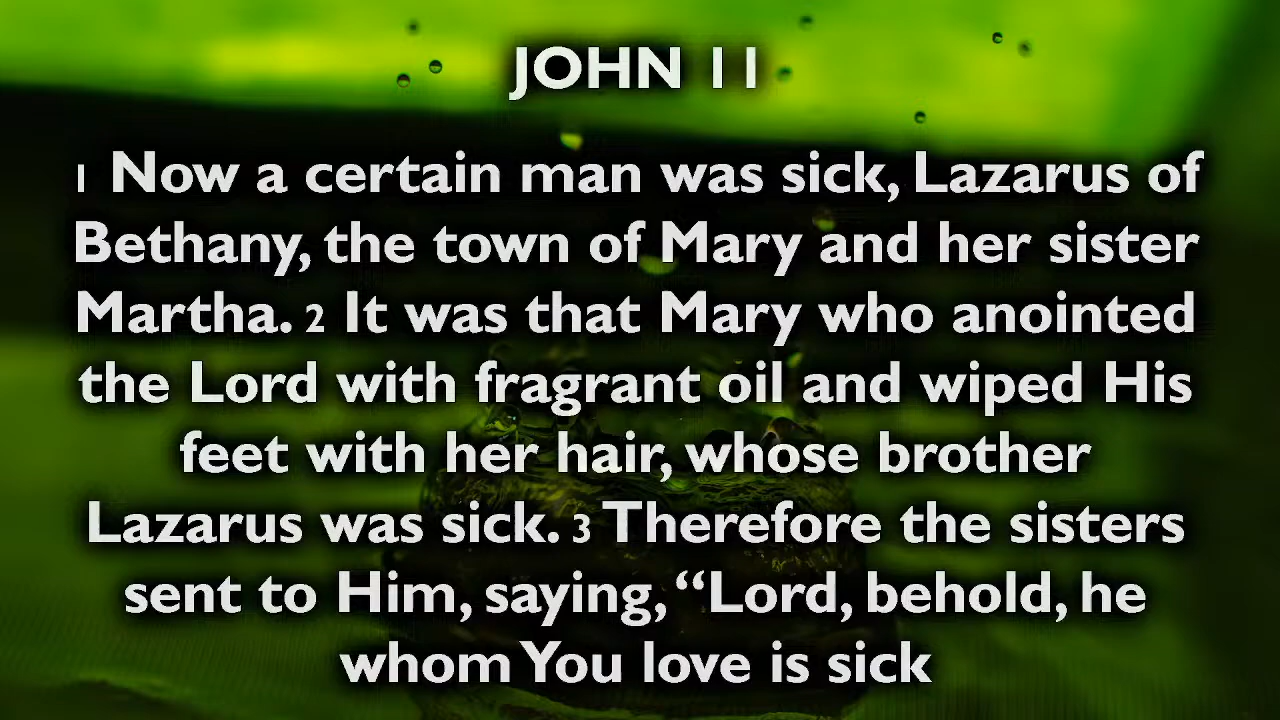 JOHN 11
1 Now a certain man was sick, Lazarus of
Bethany, the town of Mary and her sister
Martha. 2 It was that Mary who anointed
the Lord with fragrant oil and wiped His
feet with her hair, whose brother
Lazarus was sick. 3 Therefore the sisters
sent to Him, saying, “Lord, behold, he
whom You love is sick